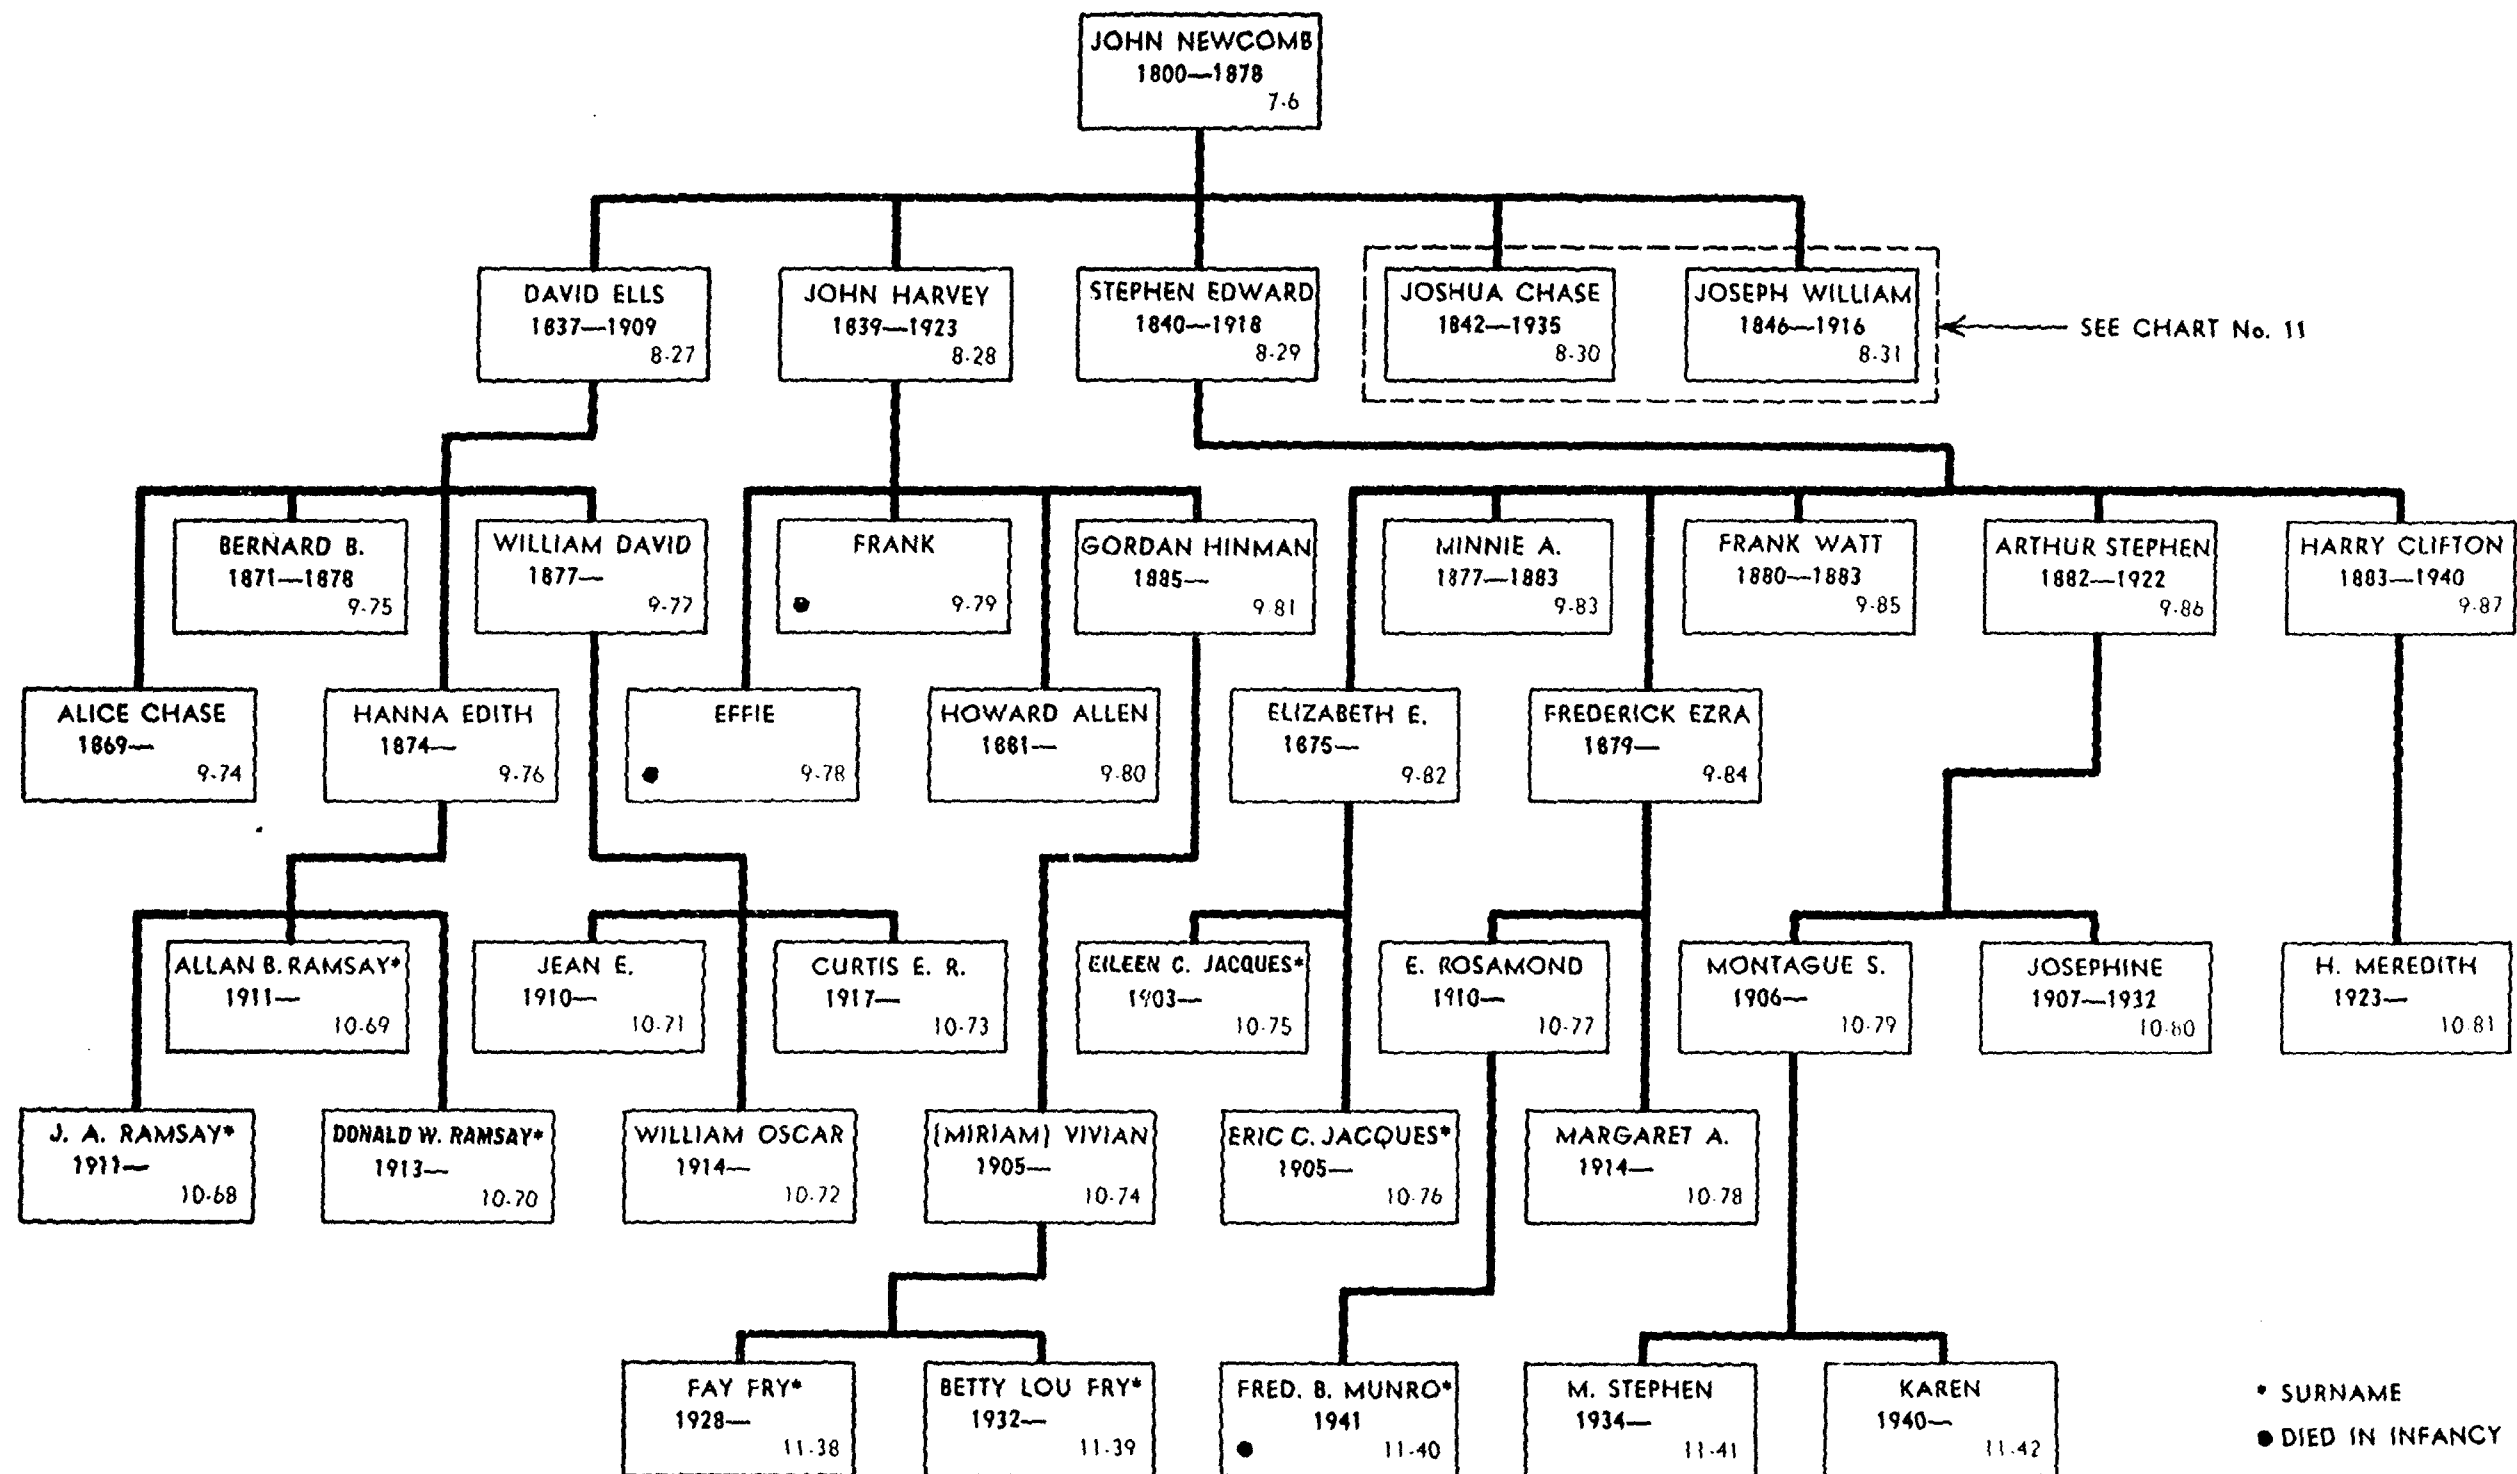 JOHN NEWCOMB
1800—1878
7-6
DAVID ELLS
1837—1909
8-27
JOHN HARVEY
1839—1923
8-28
STEPHEN EDWARD
1840—1918
8-29
JOSHUA CHASE
1842—1935
8-30
JOSEPH WILLIAM
1846—1916
8-31
SEE CHART No. 11
BERNARD B.
1871—1878
9-75
WILLIAM DAVID
1877—
9-77
FRANK
● 9-79
GORDAN HINMAN
1885—
9-81
MINNIE A.
1877—1883
9-83
FRANK WATT
1880—1883
9-85
ARTHUR STEPHEN
1882—1922
9-86
HARRY CLIFTON
1883—1940
9-87
ALICE CHASE
1869—
9-74
HANNA EDITH
1874—
9-76
EFFIE
● 9-78
HOWARD ALLEN
1881—
9-80
ELIZABETH E.
1875—
9-82
FREDERICK EZRA
1879—
9-84
ALLAN B. RAMSAY*
1911—
10-69
JEAN E.
1910—
10-71
CURTIS E. R.
1917—
10-73
EILEEN C. JACQUES*
1903—
10-75
E. ROSAMOND
1910—
10-77
MONTAGUE S.
1906—
10-79
JOSEPHINE
1907—1932
10-80
H. MEREDITH
1923—
10-81
J. A. RAMSAY*
1911—
10-68
DONALD W. RAMSAY*
1913—
10-70
WILLIAM OSCAR
1914—
10-72
(MIRIAM) VIVIAN
1905—
10-74
ERIC C. JACQUES*
1905—
10-76
MARGARET A.
1914—
10-78
FAY FRY*
1928—
11-38
BETTY LOU FRY*
1932—
11-39
FRED. B. MUNRO*
1941
● 11-40
M. STEPHEN
1934—
11-41
KAREN
1940—
11-42
* SURNAME
● DIED IN INFANCY